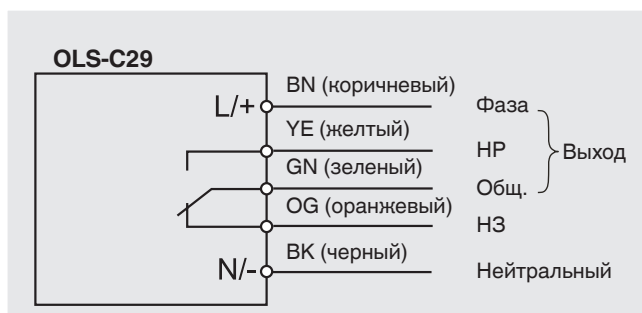 OLS-C29
L/+ BN (коричневый) Фаза
YE (желтый) НР
GN (зеленый) Общ.
Выход
OG (оранжевый) НЗ
N/- BK (черный) Нейтральный